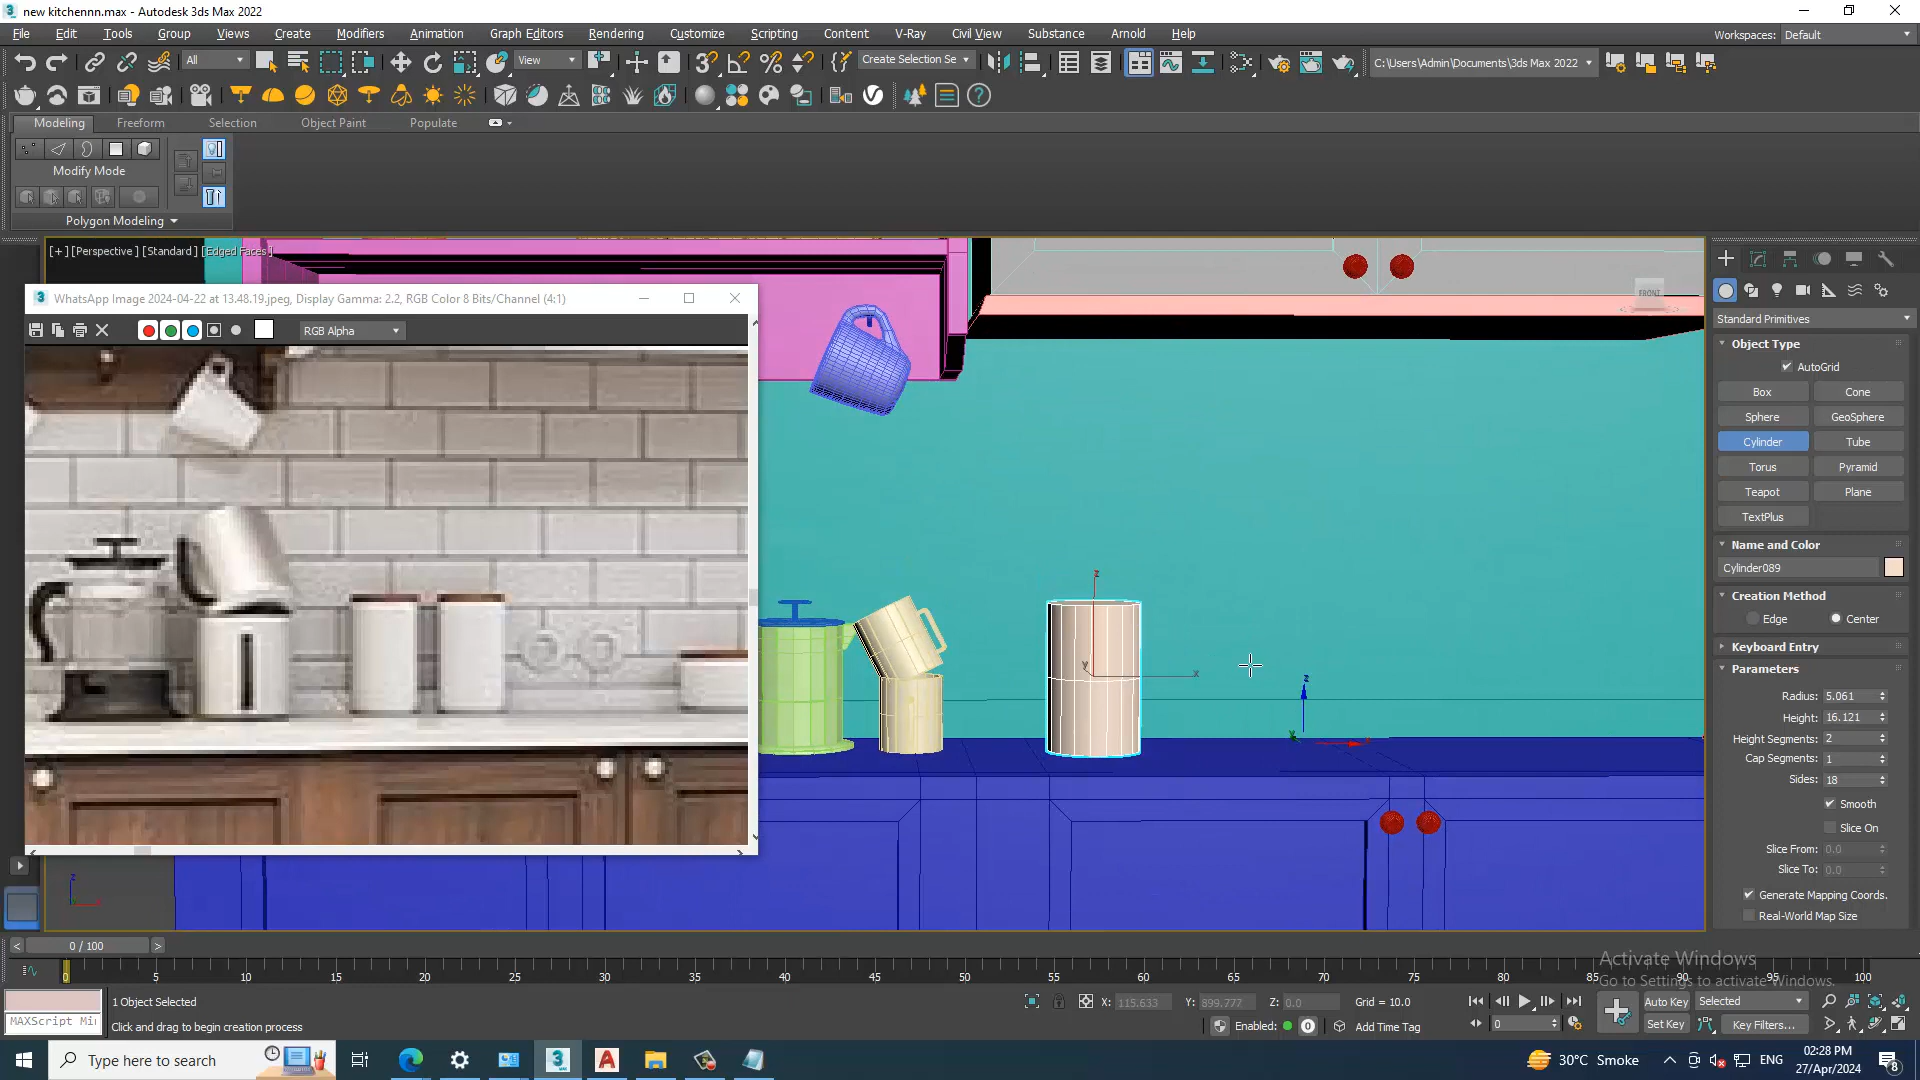 new kitchennn.max - Autodesk 3ds Max 2022
File Edit Tools Group Views Create Modifiers Animation Graph Editors Rendering Customize Scripting Content V-Ray Civil View Substance Arnold Help
Workspaces: Default
All View Create Selection Se C:\Users\Admin\Documents\3ds Max 2022
Modeling Freeform Selection Object Paint Populate
Modify Mode
Polygon Modeling
[+] [Perspective] [Standard] [Edged Faces]
WhatsApp Image 2024-04-22 at 13.48.19.jpeg, Display Gamma: 2.2, RGB Color 8 Bits/Channel (4:1)
RGB Alpha
FRONT
Standard Primitives
Object Type
AutoGrid
Box Cone
Sphere GeoSphere
Cylinder Tube
Torus Pyramid
Teapot Plane
TextPlus
Name and Color
Cylinder089
Creation Method
Edge Center
Keyboard Entry
Parameters
Radius: 5.061
Height: 16.121
Height Segments: 2
Cap Segments: 1
Sides: 18
Smooth
Slice On
Slice From: 0.0
Slice To: 0.0
Generate Mapping Coords.
Real-World Map Size
z
x
y
z
y
z
0 / 100
0 5 10 15 20 25 30 35 40 45 50 55 60 65 70 75 80 85 90 95 100
Activate Windows
Go to Settings to activate Windows.
1 Object Selected
Click and drag to begin creation process
MAXScript Mi
X: 115.633 Y: 899.777 Z: 0.0 Grid = 10.0
Enabled: 0 Add Time Tag
0
Auto Key Selected
Set Key Key Filters...
Type here to search
30°C Smoke
ENG
02:28 PM
27/Apr/2024
8